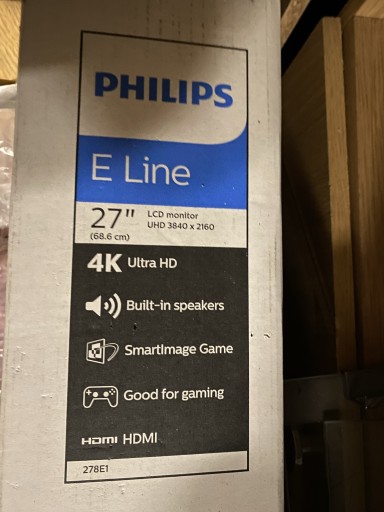 PHILIPS
E Line
27" LCD monitor
(68.6 cm) UHD 3840 x 2160
4K Ultra HD
Built-in speakers
SmartImage Game
Good for gaming
HDMI HDMI
278E1